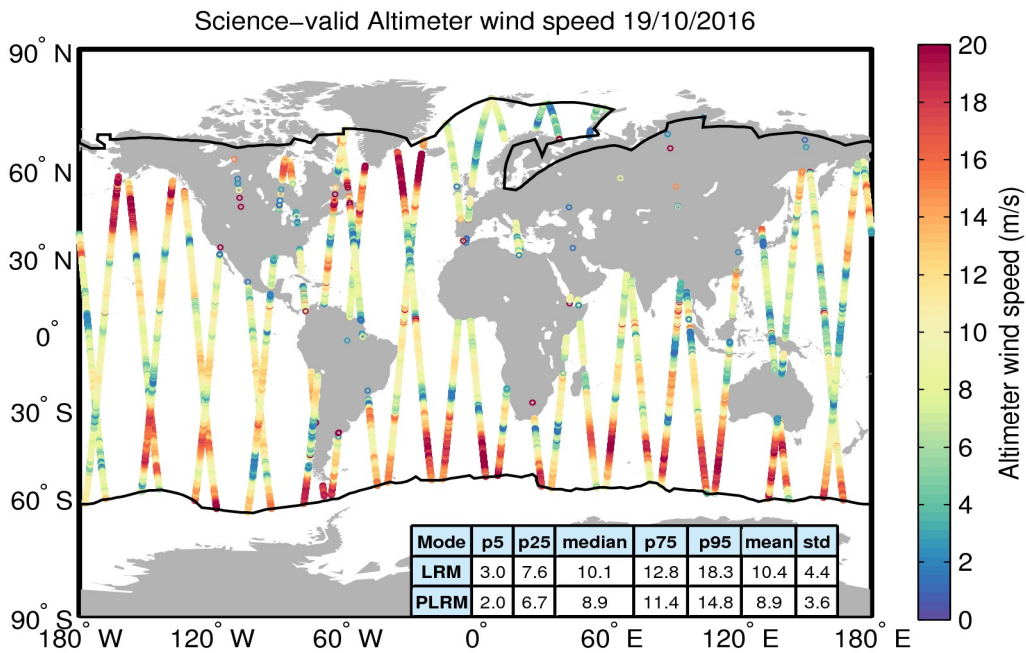 Science−valid Altimeter wind speed 19/10/2016
90° N
60° N
30° N
0°
30° S
60° S
90° S
180° W
120° W
60° W
0°
60° E
120° E
180° E
Mode p5 p25 median p75 p95 mean std
LRM 3.0 7.6 10.1 12.8 18.3 10.4 4.4
PLRM 2.0 6.7 8.9 11.4 14.8 8.9 3.6
20
18
16
14
12
10
8
6
4
2
0
Altimeter wind speed (m/s)